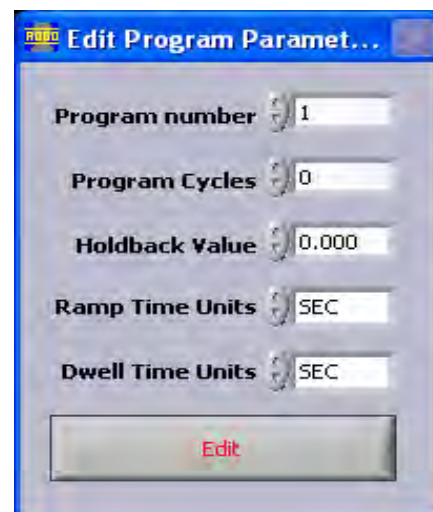 Edit Program Paramet...
Program number 1
Program Cycles 0
Holdback Value 0.000
Ramp Time Units SEC
Dwell Time Units SEC
Edit